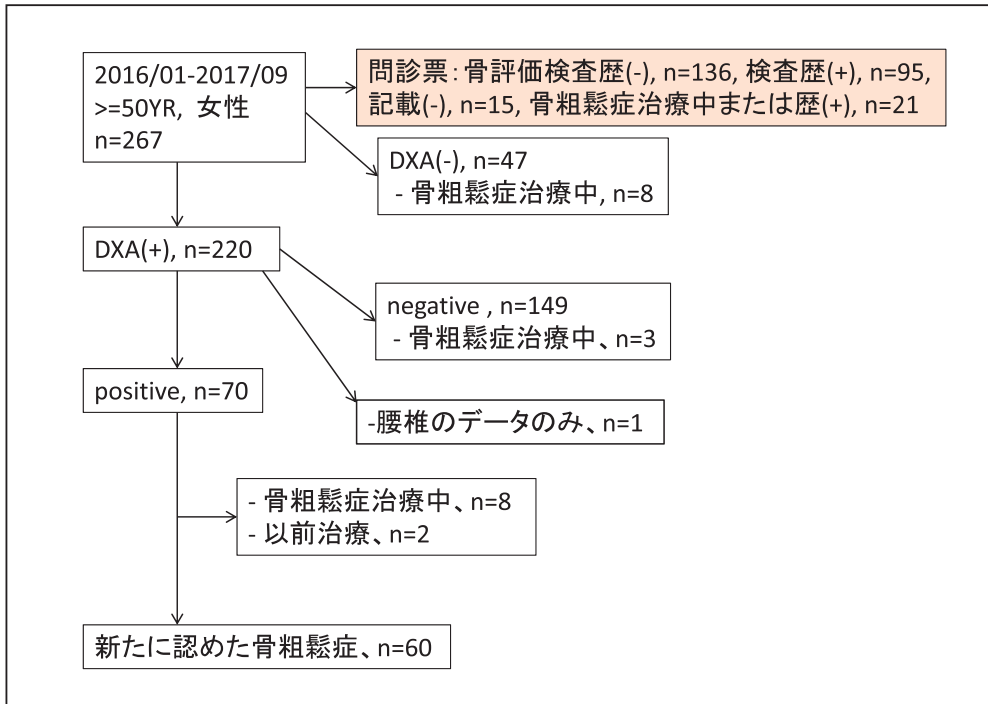 2016/01-2017/09
>=50YR, 女性
n=267
問診票：骨評価検査歴(-), n=136, 検査歴(+), n=95,
記載(-), n=15, 骨粗鬆症治療中または歴(+), n=21
DXA(-), n=47
- 骨粗鬆症治療中, n=8
DXA(+), n=220
negative , n=149
- 骨粗鬆症治療中、n=3
positive, n=70
-腰椎のデータのみ、n=1
- 骨粗鬆症治療中、n=8
- 以前治療、n=2
新たに認めた骨粗鬆症、n=60